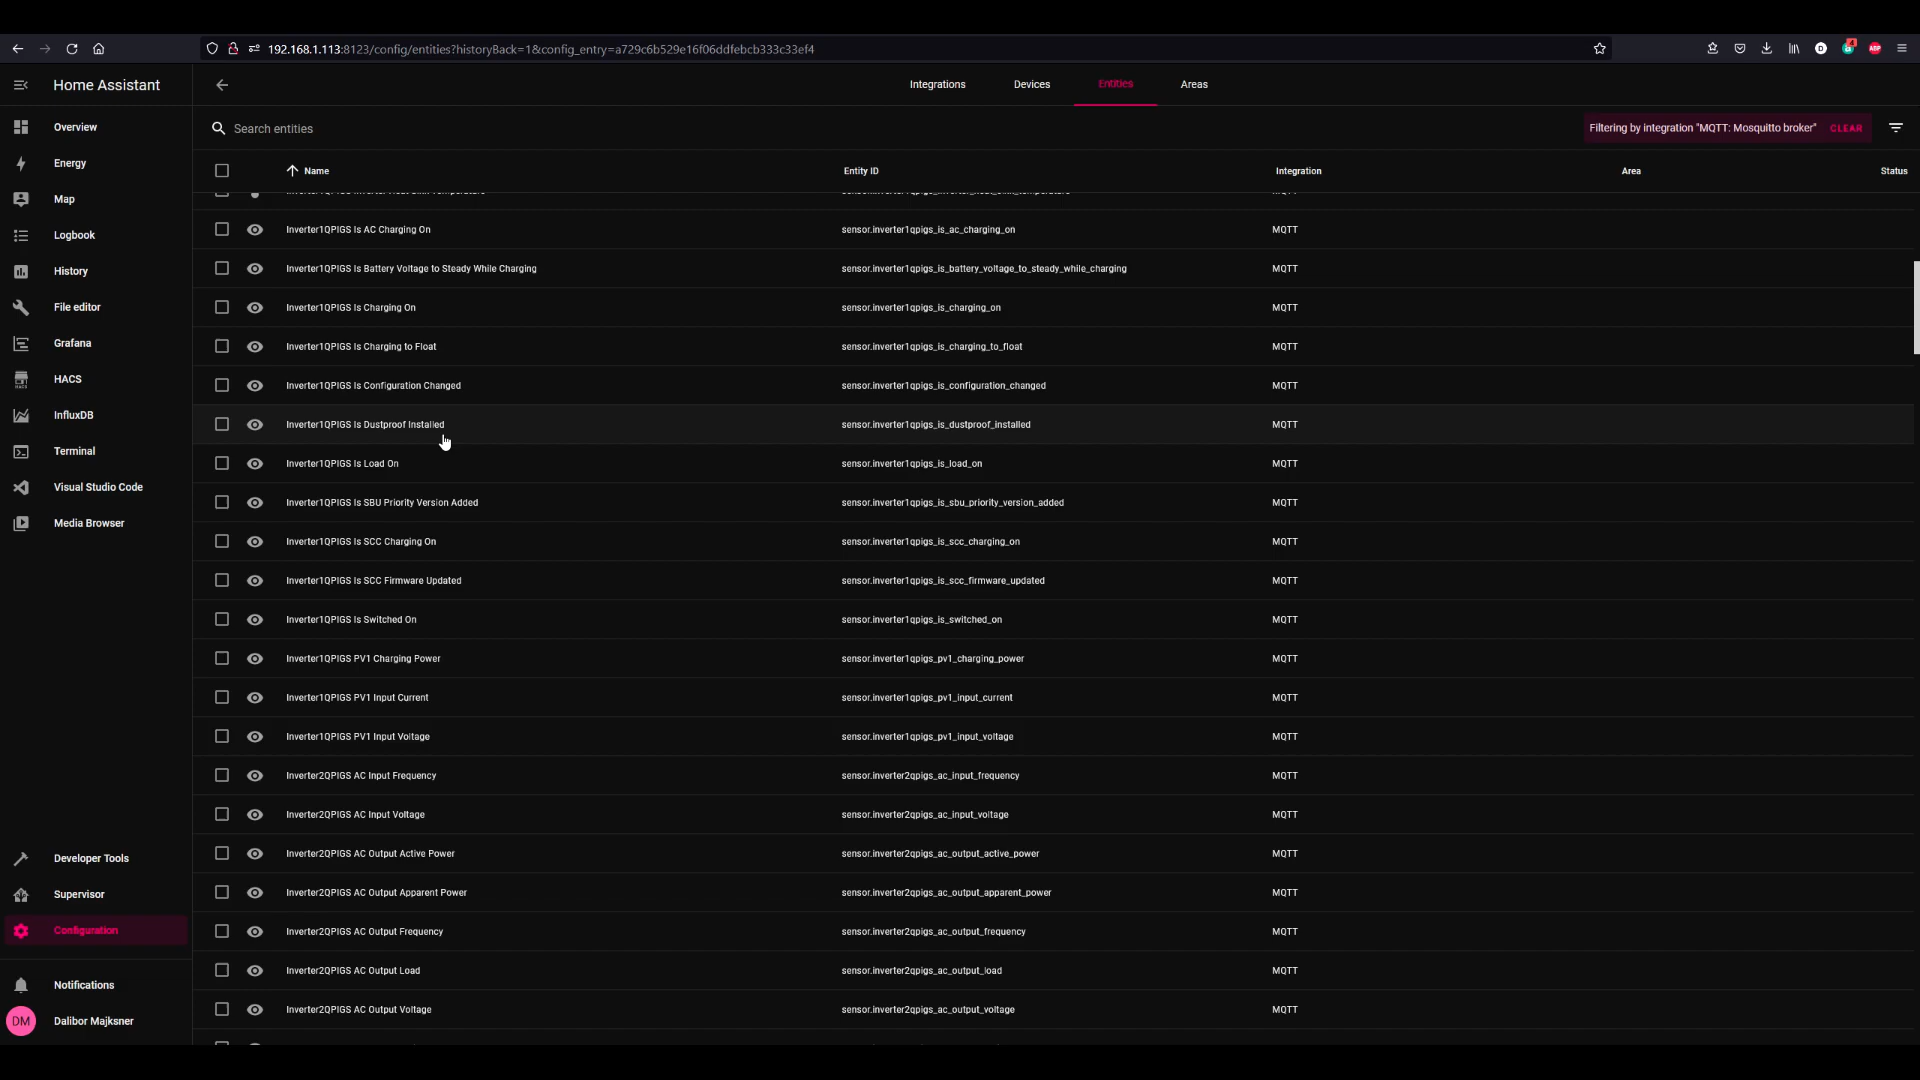 192.168.1.113:8123/config/entities?historyBack=1&config_entry=a729c6b529e16f06ddfebcb333c33ef4
4
ABP
Home Assistant
Integrations
Devices
Entities
Areas
Overview
Energy
Map
Logbook
History
File editor
Grafana
HACS
InfluxDB
Terminal
Visual Studio Code
Media Browser
Developer Tools
Supervisor
Configuration
Notifications
DM Dalibor Majksner
Search entities
Filtering by integration "MQTT: Mosquitto broker" CLEAR
Name Entity ID Integration Area Status
Inverter1QPIGS Is AC Charging On sensor.inverter1qpigs_is_ac_charging_on MQTT
Inverter1QPIGS Is Battery Voltage to Steady While Charging sensor.inverter1qpigs_is_battery_voltage_to_steady_while_charging MQTT
Inverter1QPIGS Is Charging On sensor.inverter1qpigs_is_charging_on MQTT
Inverter1QPIGS Is Charging to Float sensor.inverter1qpigs_is_charging_to_float MQTT
Inverter1QPIGS Is Configuration Changed sensor.inverter1qpigs_is_configuration_changed MQTT
Inverter1QPIGS Is Dustproof Installed sensor.inverter1qpigs_is_dustproof_installed MQTT
Inverter1QPIGS Is Load On sensor.inverter1qpigs_is_load_on MQTT
Inverter1QPIGS Is SBU Priority Version Added sensor.inverter1qpigs_is_sbu_priority_version_added MQTT
Inverter1QPIGS Is SCC Charging On sensor.inverter1qpigs_is_scc_charging_on MQTT
Inverter1QPIGS Is SCC Firmware Updated sensor.inverter1qpigs_is_scc_firmware_updated MQTT
Inverter1QPIGS Is Switched On sensor.inverter1qpigs_is_switched_on MQTT
Inverter1QPIGS PV1 Charging Power sensor.inverter1qpigs_pv1_charging_power MQTT
Inverter1QPIGS PV1 Input Current sensor.inverter1qpigs_pv1_input_current MQTT
Inverter1QPIGS PV1 Input Voltage sensor.inverter1qpigs_pv1_input_voltage MQTT
Inverter2QPIGS AC Input Frequency sensor.inverter2qpigs_ac_input_frequency MQTT
Inverter2QPIGS AC Input Voltage sensor.inverter2qpigs_ac_input_voltage MQTT
Inverter2QPIGS AC Output Active Power sensor.inverter2qpigs_ac_output_active_power MQTT
Inverter2QPIGS AC Output Apparent Power sensor.inverter2qpigs_ac_output_apparent_power MQTT
Inverter2QPIGS AC Output Frequency sensor.inverter2qpigs_ac_output_frequency MQTT
Inverter2QPIGS AC Output Load sensor.inverter2qpigs_ac_output_load MQTT
Inverter2QPIGS AC Output Voltage sensor.inverter2qpigs_ac_output_voltage MQTT